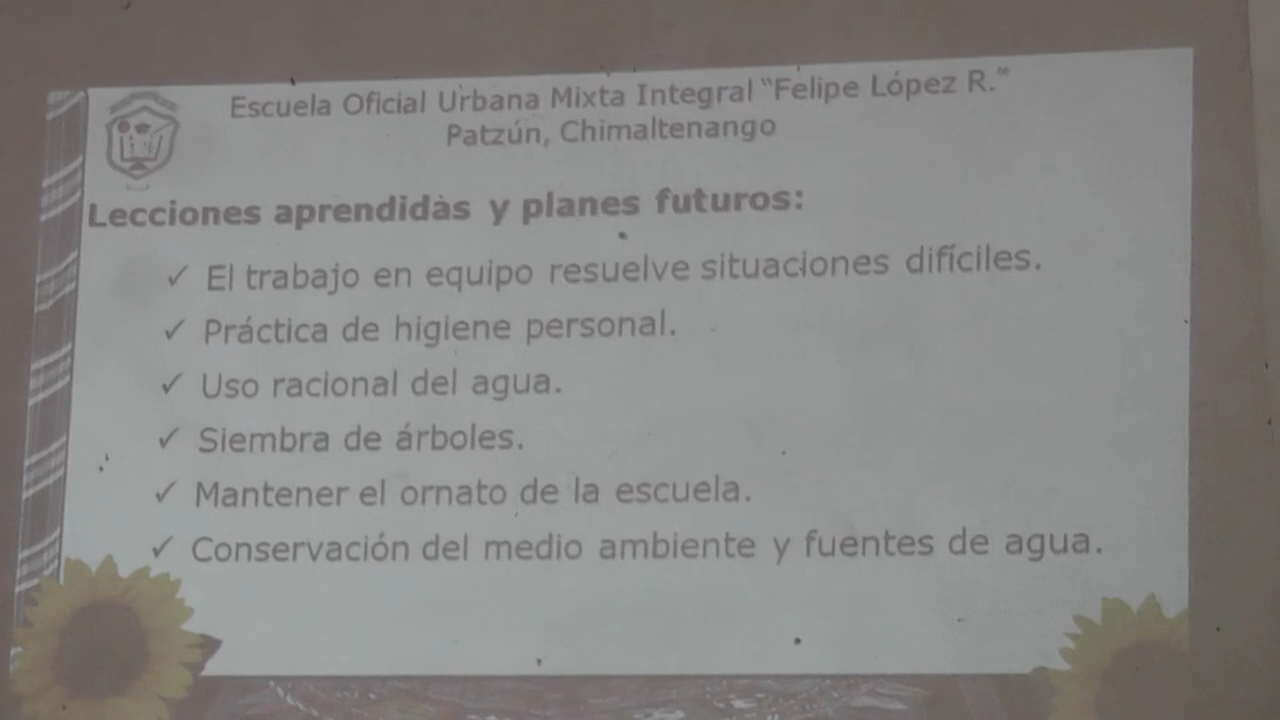 Escuela Oficial Urbana Mixta Integral “Felipe López R.”
Patzún, Chimaltenango
Lecciones aprendidas y planes futuros:
✓ El trabajo en equipo resuelve situaciones difíciles.
✓ Práctica de higiene personal.
✓ Uso racional del agua.
✓ Siembra de árboles.
✓ Mantener el ornato de la escuela.
✓ Conservación del medio ambiente y fuentes de agua.